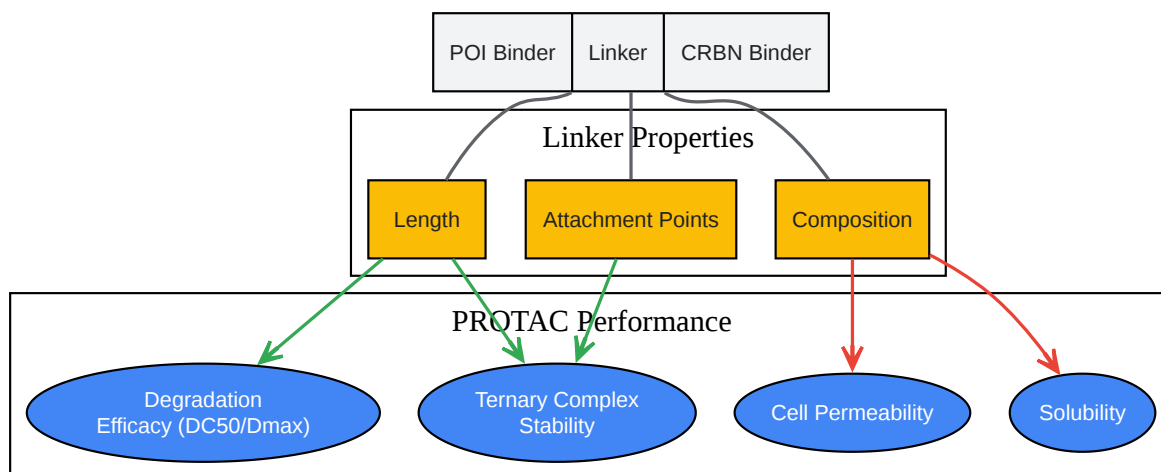 POI Binder Linker CRBN Binder
Linker Properties
Length Attachment Points Composition
PROTAC Performance
Degradation
Efficacy (DC50/Dmax)
Ternary Complex
Stability
Cell Permeability
Solubility